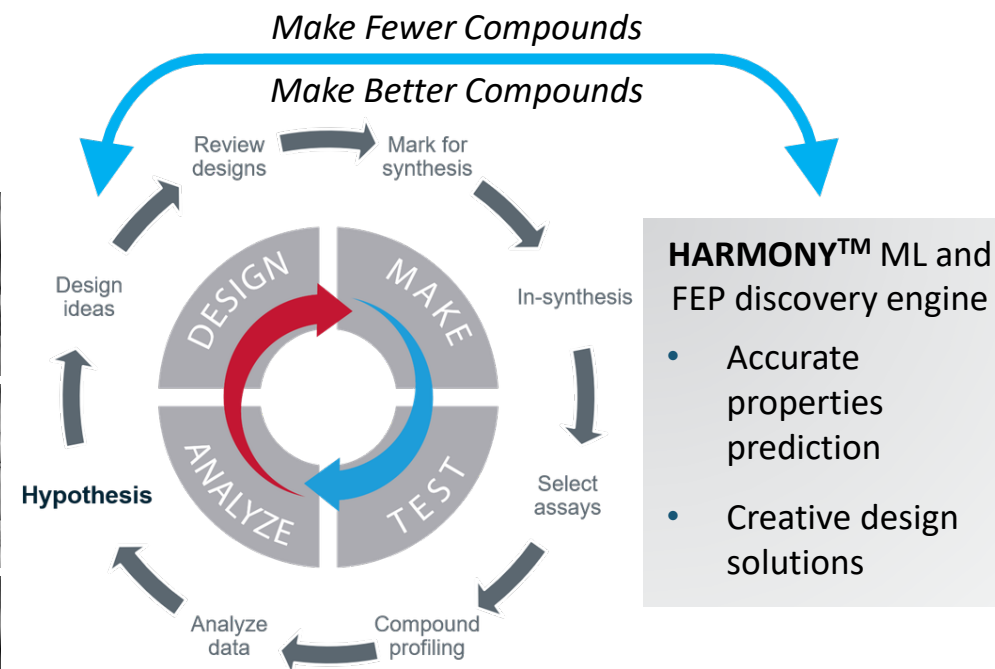 Make Fewer Compounds
Make Better Compounds
Review
designs
Mark for
synthesis
Design
ideas
In-synthesis
DESIGN
MAKE
ANALYZE
TEST
Hypothesis
Select
assays
Analyze
data
Compound
profiling
HARMONY™ ML and
FEP discovery engine
• Accurate
properties
prediction
• Creative design
solutions